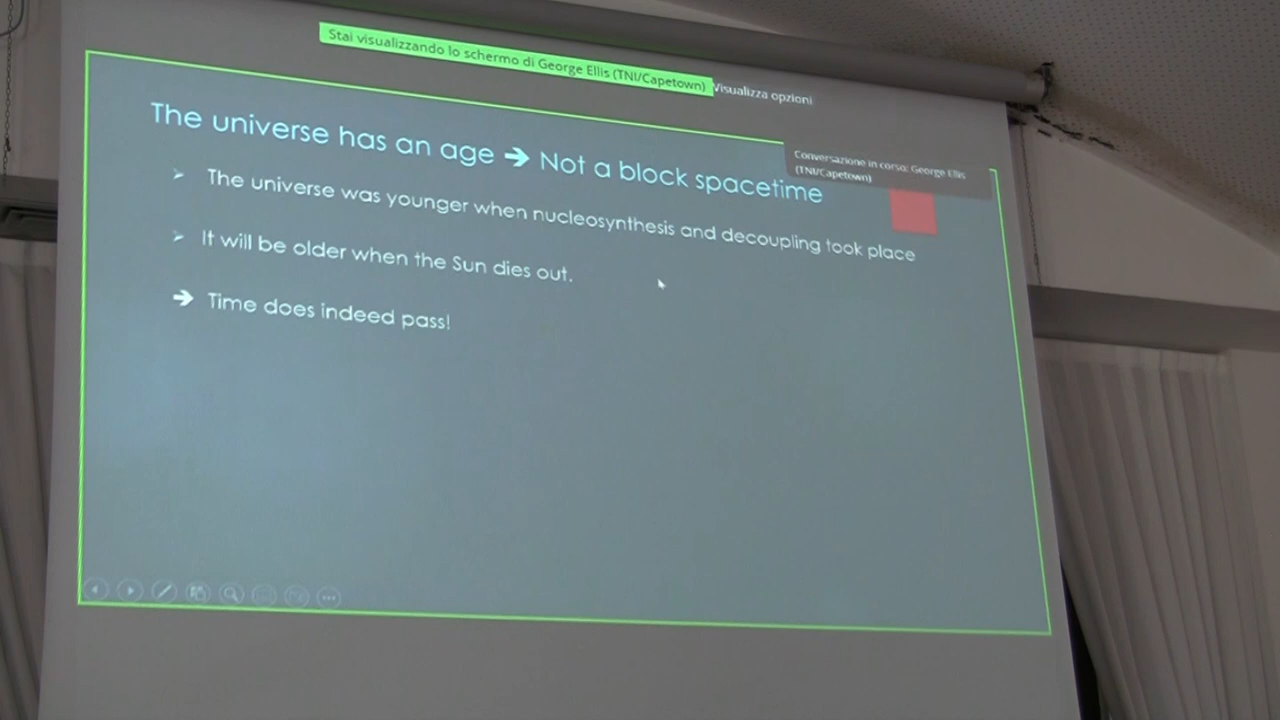 Stai visualizzando lo schermo di George Ellis (TNI/Capetown)
Visualizza opzioni
Conversazione in corso: George Ellis
(TNI/Capetown)
The universe has an age ➔ Not a block spacetime
➢ The universe was younger when nucleosynthesis and decoupling took place
➢ It will be older when the Sun dies out.
➔ Time does indeed pass!